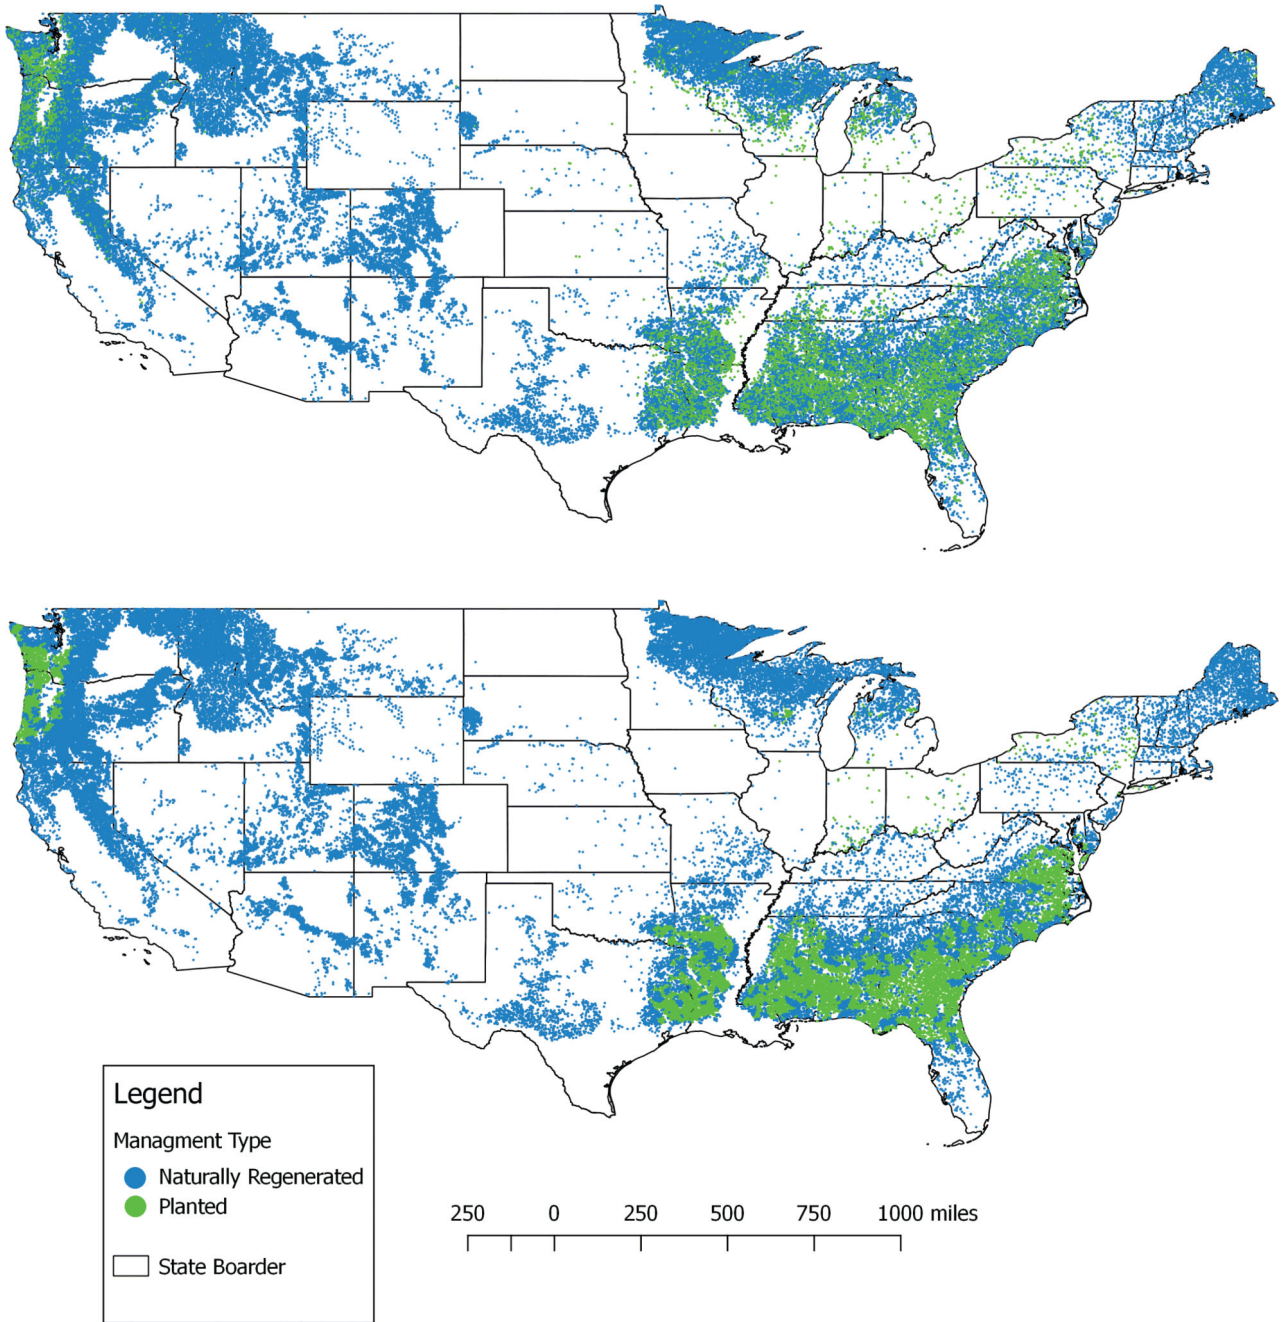 Legend
Managment Type
Naturally Regenerated
Planted
State Boarder
250 0 250 500 750 1000 miles